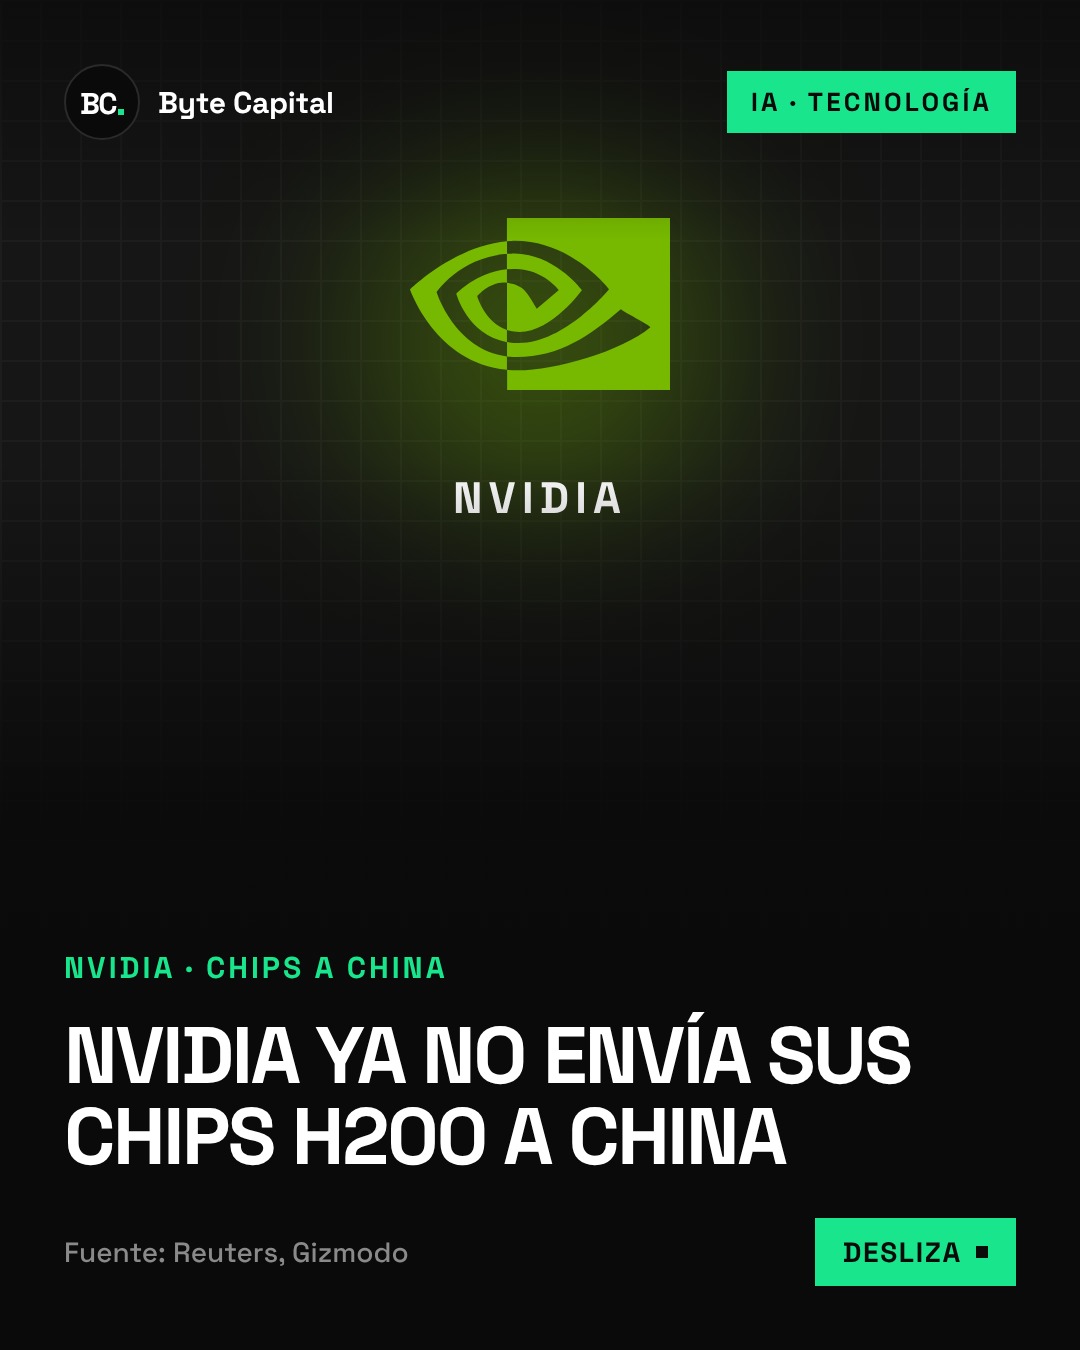 BC.
Byte Capital
IA · TECNOLOGÍA
NVIDIA
NVIDIA · CHIPS A CHINA
NVIDIA YA NO ENVÍA SUS
CHIPS H200 A CHINA
Fuente: Reuters, Gizmodo
DESLIZA